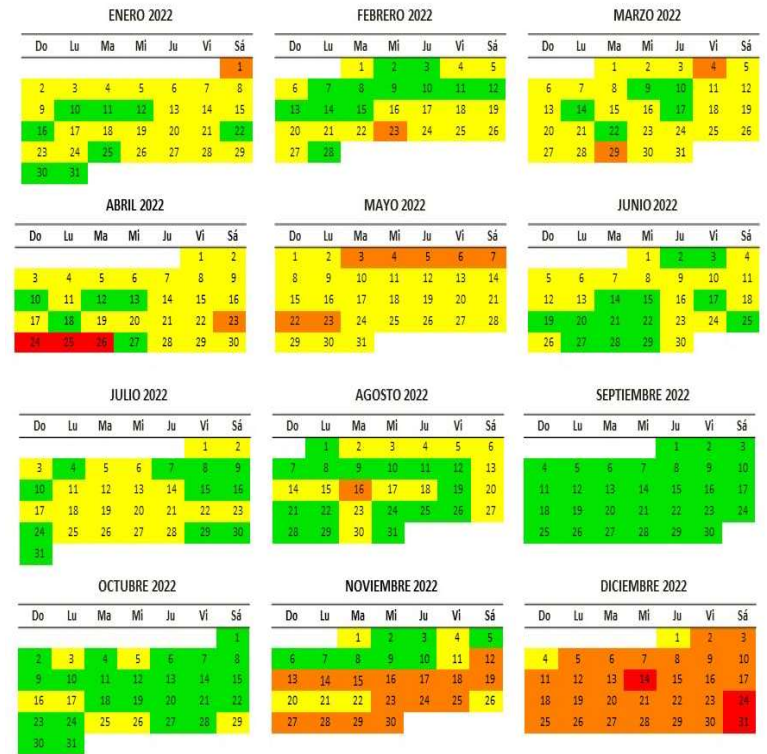 ENERO 2022
Do Lu Ma Mi Ju Vi Sá
1
2 3 4 5 6 7 8
9 10 11 12 13 14 15
16 17 18 19 20 21 22
23 24 25 26 27 28 29
30 31
FEBRERO 2022
Do Lu Ma Mi Ju Vi Sá
1 2 3 4 5
6 7 8 9 10 11 12
13 14 15 16 17 18 19
20 21 22 23 24 25 26
27 28
MARZO 2022
Do Lu Ma Mi Ju Vi Sá
1 2 3 4 5
6 7 8 9 10 11 12
13 14 15 16 17 18 19
20 21 22 23 24 25 26
27 28 29 30 31
ABRIL 2022
Do Lu Ma Mi Ju Vi Sá
1 2
3 4 5 6 7 8 9
10 11 12 13 14 15 16
17 18 19 20 21 22 23
24 25 26 27 28 29 30
MAYO 2022
Do Lu Ma Mi Ju Vi Sá
1 2 3 4 5 6 7
8 9 10 11 12 13 14
15 16 17 18 19 20 21
22 23 24 25 26 27 28
29 30 31
JUNIO 2022
Do Lu Ma Mi Ju Vi Sá
1 2 3 4
5 6 7 8 9 10 11
12 13 14 15 16 17 18
19 20 21 22 23 24 25
26 27 28 29 30
JULIO 2022
Do Lu Ma Mi Ju Vi Sá
1 2
3 4 5 6 7 8 9
10 11 12 13 14 15 16
17 18 19 20 21 22 23
24 25 26 27 28 29 30
31
AGOSTO 2022
Do Lu Ma Mi Ju Vi Sá
1 2 3 4 5 6
7 8 9 10 11 12 13
14 15 16 17 18 19 20
21 22 23 24 25 26 27
28 29 30 31
SEPTIEMBRE 2022
Do Lu Ma Mi Ju Vi Sá
1 2 3
4 5 6 7 8 9 10
11 12 13 14 15 16 17
18 19 20 21 22 23 24
25 26 27 28 29 30
OCTUBRE 2022
Do Lu Ma Mi Ju Vi Sá
1
2 3 4 5 6 7 8
9 10 11 12 13 14 15
16 17 18 19 20 21 22
23 24 25 26 27 28 29
30 31
NOVIEMBRE 2022
Do Lu Ma Mi Ju Vi Sá
1 2 3 4 5
6 7 8 9 10 11 12
13 14 15 16 17 18 19
20 21 22 23 24 25 26
27 28 29 30
DICIEMBRE 2022
Do Lu Ma Mi Ju Vi Sá
1 2 3
4 5 6 7 8 9 10
11 12 13 14 15 16 17
18 19 20 21 22 23 24
25 26 27 28 29 30 31